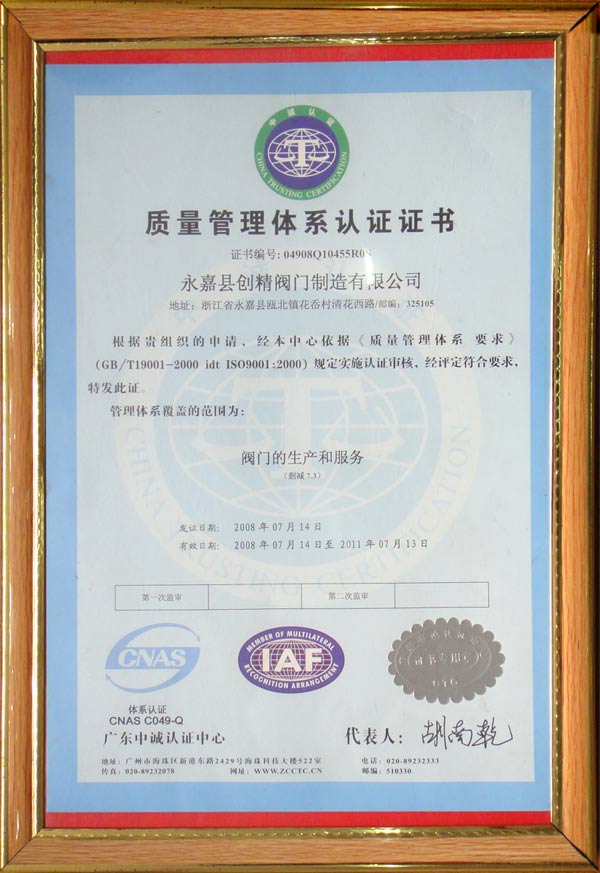 中诚认证
CHINA TRUSTING CERTIFICATION
质量管理体系认证证书
证书编号: 04908Q10455R0S
永嘉县创精阀门制造有限公司
地址: 浙江省永嘉县瓯北镇花岙村清花西路/邮编: 325105
根据贵组织的申请, 经本中心依据《质量管理体系 要求》
(GB/T19001-2000 idt ISO9001:2000) 规定实施认证审核, 经评定符合要求,
特发此证。
管理体系覆盖的范围为:
阀门的生产和服务
(删减 7.3)
发证日期: 2008 年 07 月 14 日
有效日期: 2008 年 07 月 14 日至 2011 年 07 月 13 日
CHINA TRUSTING CERTIFICATION
第一次监审 第二次监审
CNAS
MEMBER OF MULTILATERAL
IAF
RECOGNITION ARRANGEMENT
CTC
体系认证
CNAS C049-Q
广东中诚认证中心
代表人: 胡南乾
地址: 广州市海珠区新港东路2429号海珠科技大楼522室
电话: 020-89232333
传真: 020-89232078
网址: WWW.ZCCTC.CN
邮编: 510330